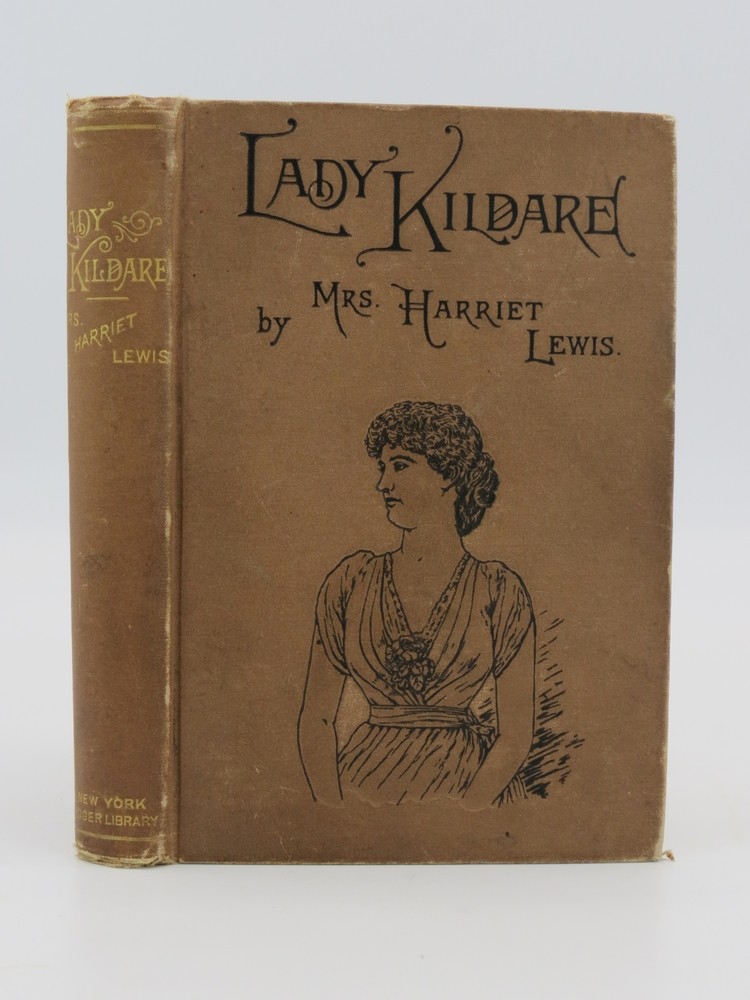 LADY
KILDARE
MRS.
HARRIET
LEWIS
NEW YORK
LEDGER LIBRARY
LADY KILDARE
by MRS. HARRIET
LEWIS.